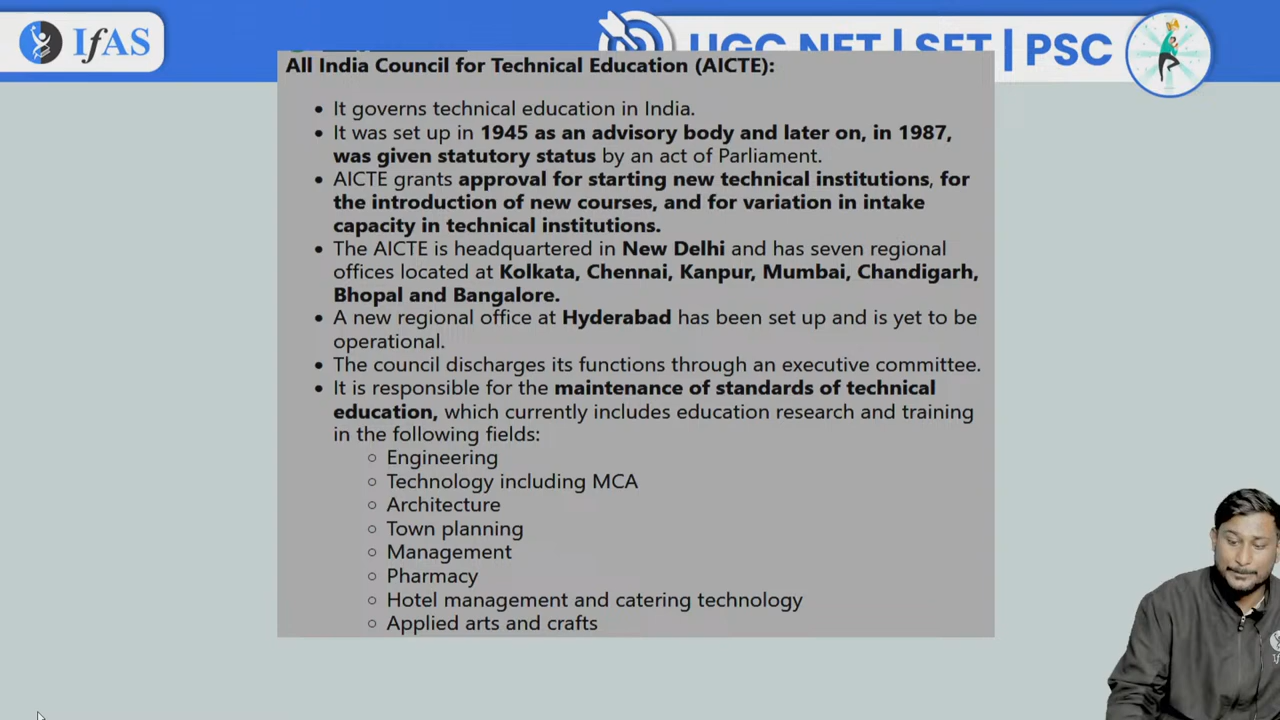 IfAS
UGC NET | SET | PSC
All India Council for Technical Education (AICTE):
• It governs technical education in India.
• It was set up in 1945 as an advisory body and later on, in 1987,
was given statutory status by an act of Parliament.
• AICTE grants approval for starting new technical institutions, for
the introduction of new courses, and for variation in intake
capacity in technical institutions.
• The AICTE is headquartered in New Delhi and has seven regional
offices located at Kolkata, Chennai, Kanpur, Mumbai, Chandigarh,
Bhopal and Bangalore.
• A new regional office at Hyderabad has been set up and is yet to be
operational.
• The council discharges its functions through an executive committee.
• It is responsible for the maintenance of standards of technical
education, which currently includes education research and training
in the following fields:
○ Engineering
○ Technology including MCA
○ Architecture
○ Town planning
○ Management
○ Pharmacy
○ Hotel management and catering technology
○ Applied arts and crafts